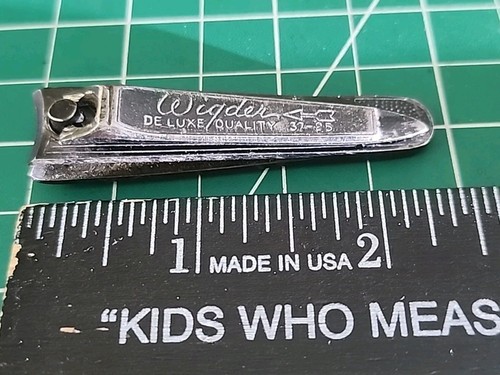 Wigder
DE LUXE QUALITY 32-25
1 MADE IN USA 2
"KIDS WHO MEAS